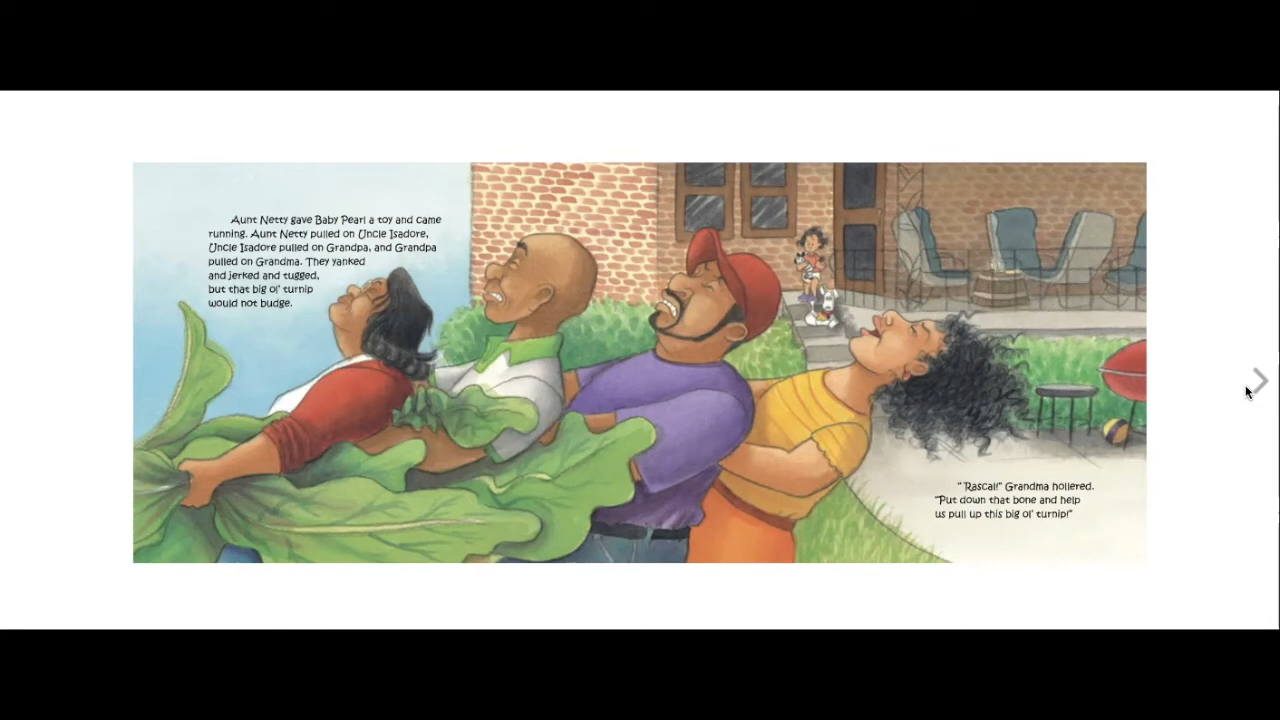 Aunt Netty gave Baby Pearl a toy and came
running. Aunt Netty pulled on Uncle Isadore,
Uncle Isadore pulled on Grandpa, and Grandpa
pulled on Grandma. They yanked
and jerked and tugged,
but that big ol' turnip
would not budge.
"Rascal!" Grandma hollered.
"Put down that bone and help
us pull up this big ol' turnip!"